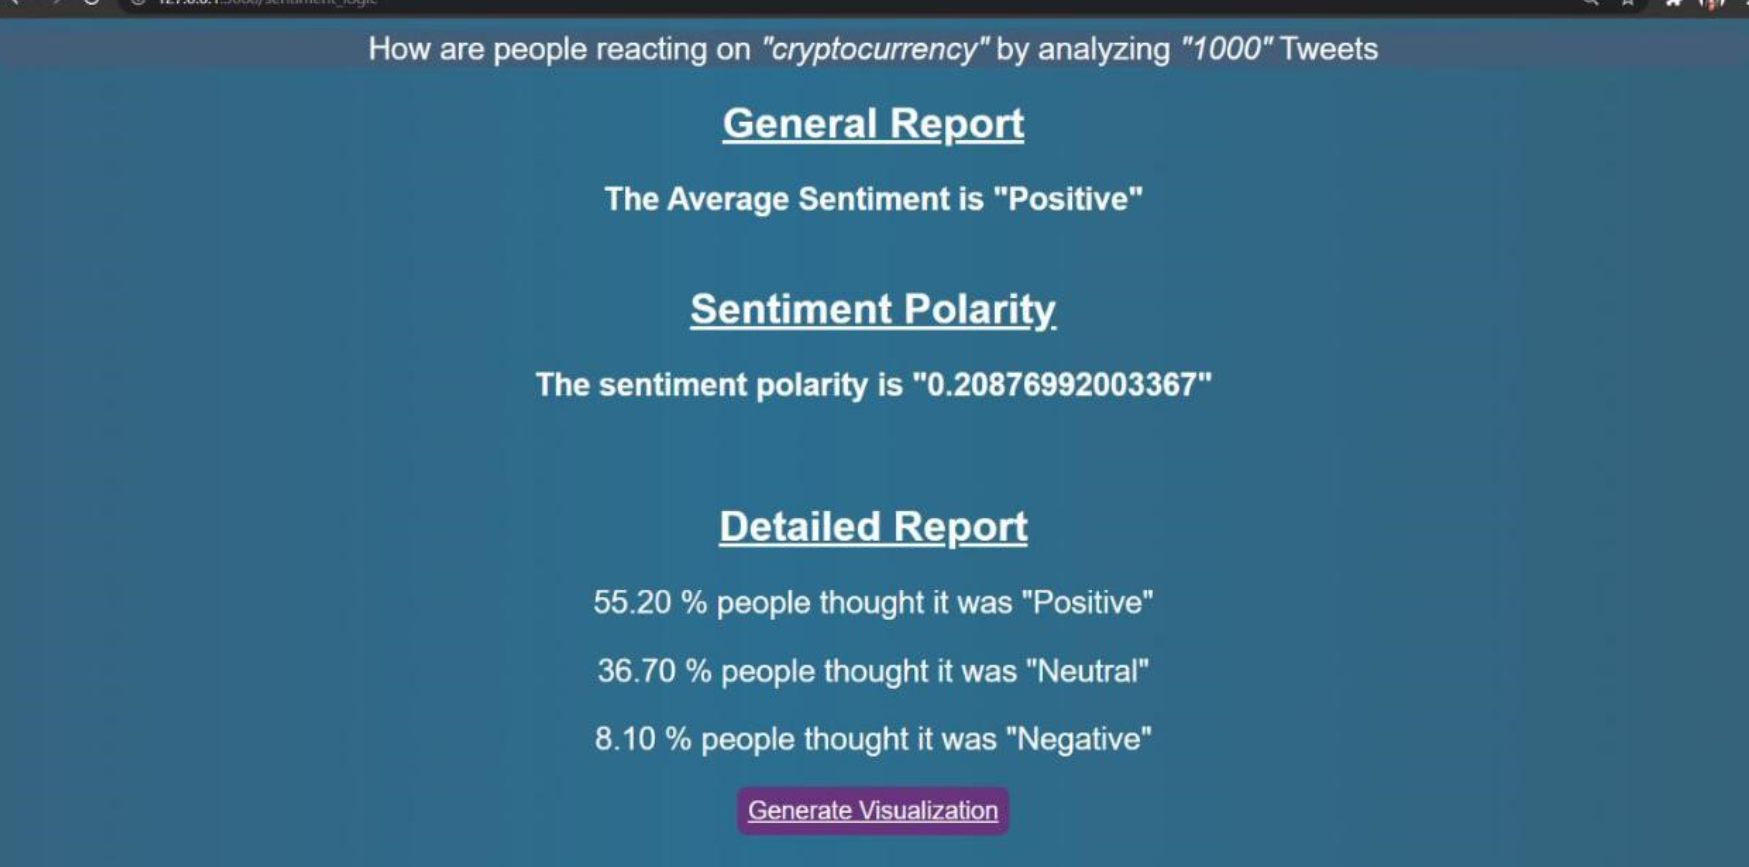 How are people reacting on "cryptocurrency" by analyzing "1000" Tweets
General Report
The Average Sentiment is "Positive"
Sentiment Polarity
The sentiment polarity is "0.20876992003367"
Detailed Report
55.20 % people thought it was "Positive"
36.70 % people thought it was "Neutral"
8.10 % people thought it was "Negative"
Generate Visualization